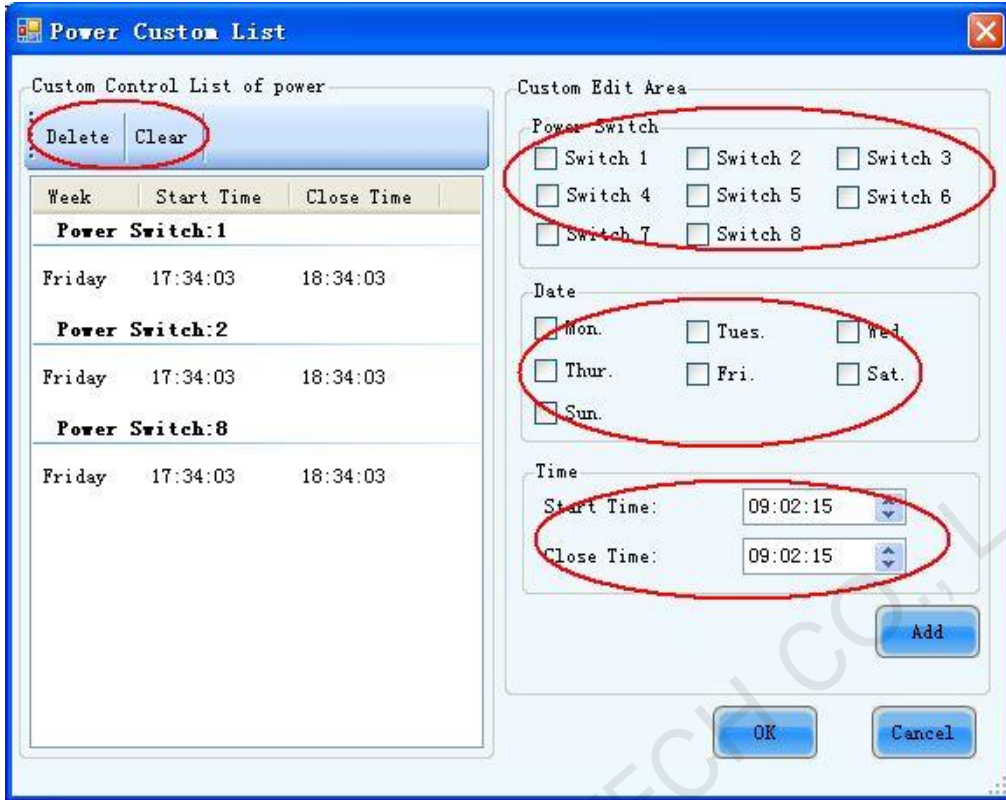 Power Custom List
Custom Control List of power
Delete Clear
Week Start Time Close Time
Power Switch:1
Friday 17:34:03 18:34:03
Power Switch:2
Friday 17:34:03 18:34:03
Power Switch:8
Friday 17:34:03 18:34:03
Custom Edit Area
Power Switch
Switch 1 Switch 2 Switch 3
Switch 4 Switch 5 Switch 6
Switch 7 Switch 8
Date
Mon. Tues. Wed.
Thur. Fri. Sat.
Sun.
Time
Start Time: 09:02:15
Close Time: 09:02:15
Add
OK Cancel
TECH CO., L